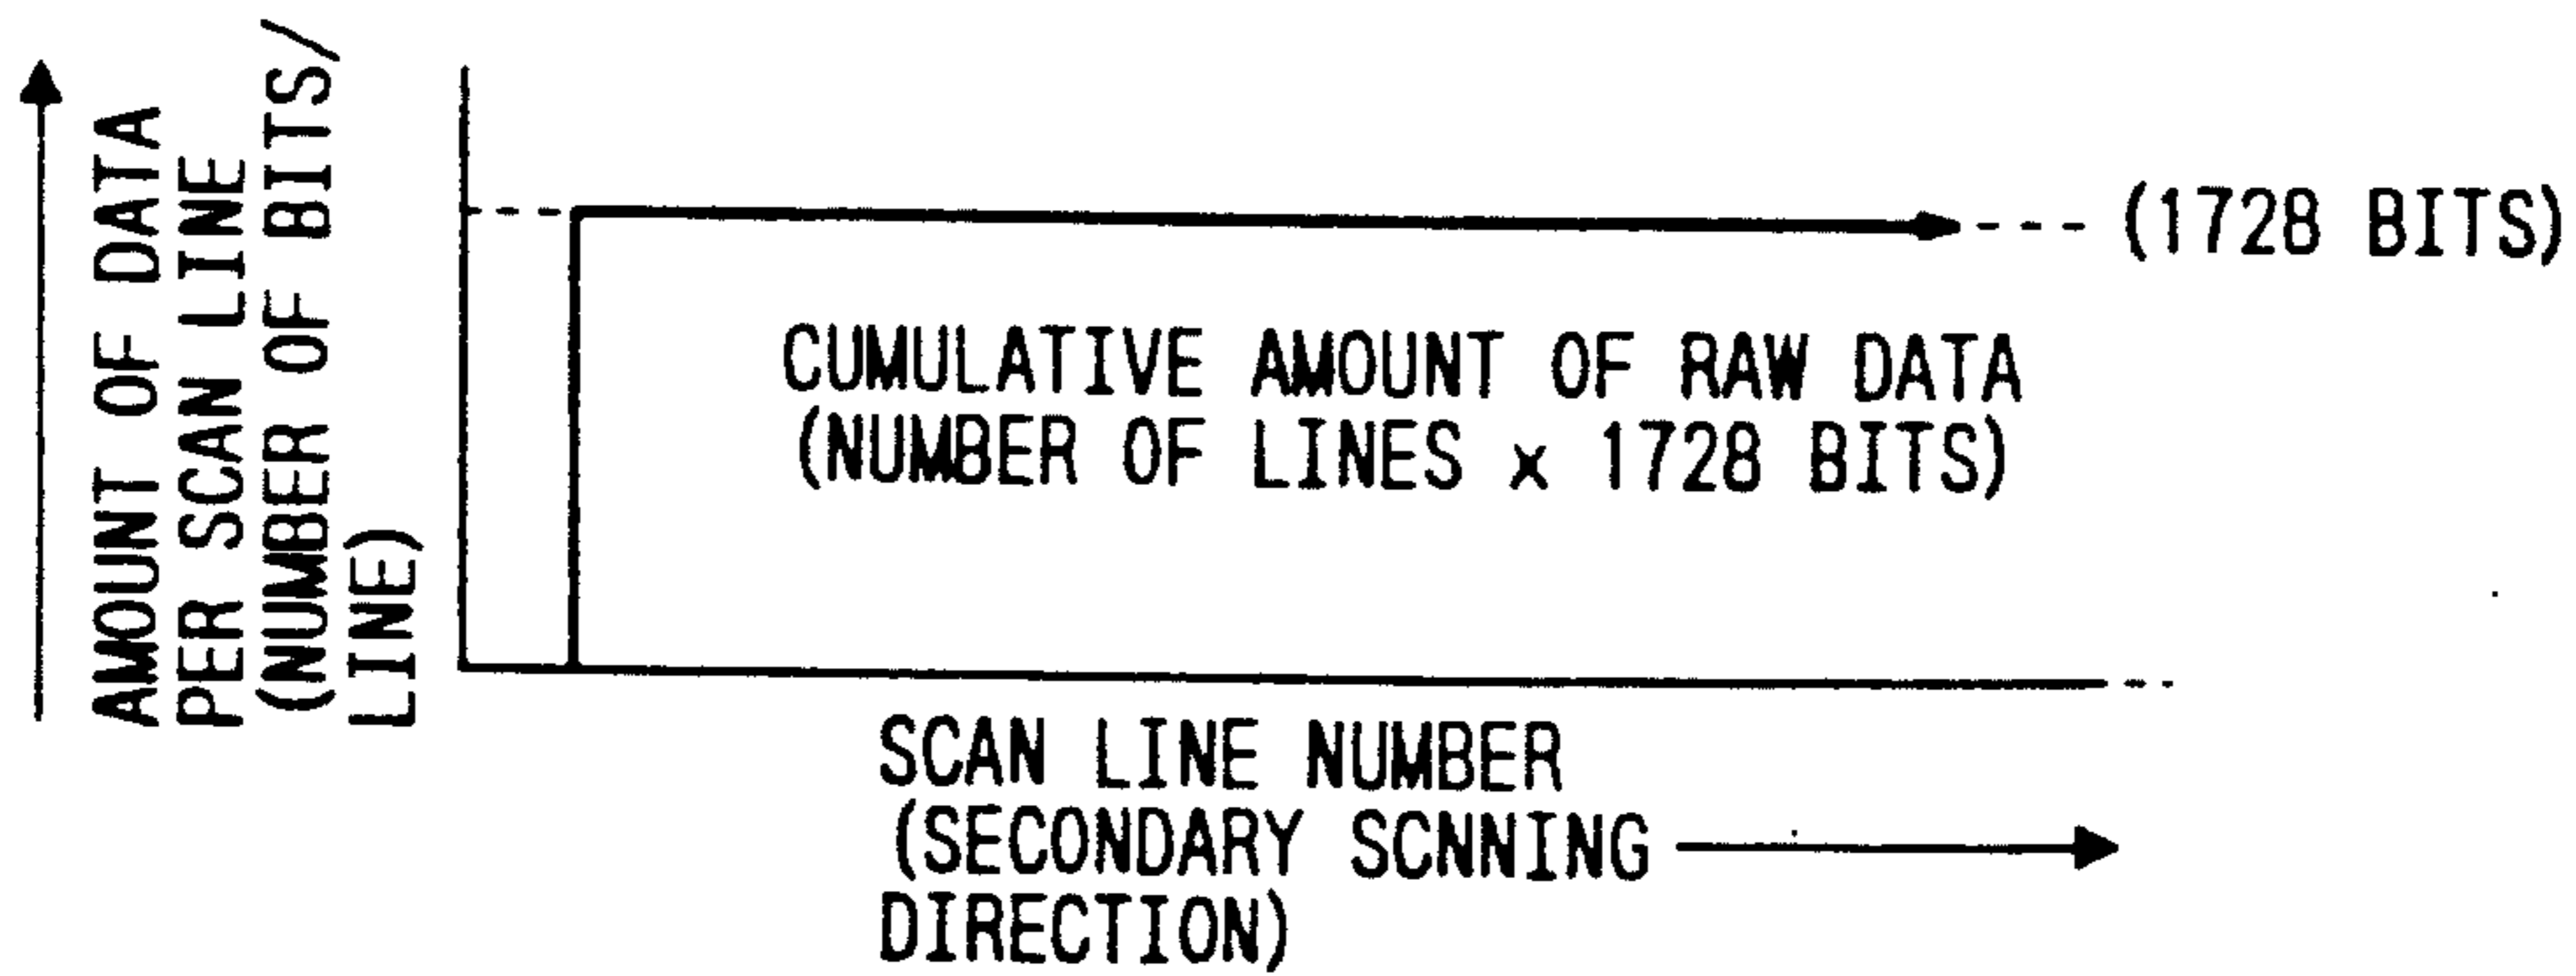 AMOUNT OF DATA
PER SCAN LINE
(NUMBER OF BITS/
LINE)
(1728 BITS)
CUMULATIVE AMOUNT OF RAW DATA
(NUMBER OF LINES x 1728 BITS)
SCAN LINE NUMBER
(SECONDARY SCNNING
DIRECTION)